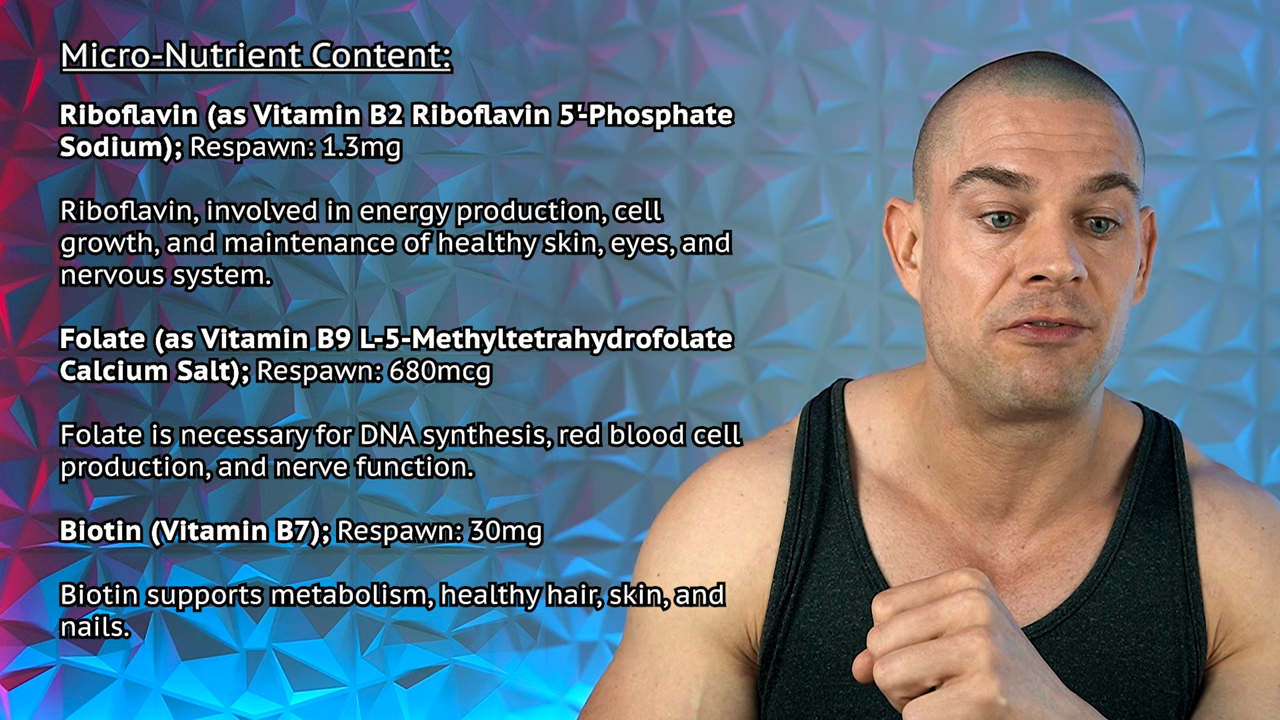 Micro-Nutrient Content:
Riboflavin (as Vitamin B2 Riboflavin 5'-Phosphate
Sodium); Respawn: 1.3mg
Riboflavin, involved in energy production, cell
growth, and maintenance of healthy skin, eyes, and
nervous system.
Folate (as Vitamin B9 L-5-Methyltetrahydrofolate
Calcium Salt); Respawn: 680mcg
Folate is necessary for DNA synthesis, red blood cell
production, and nerve function.
Biotin (Vitamin B7); Respawn: 30mg
Biotin supports metabolism, healthy hair, skin, and
nails.